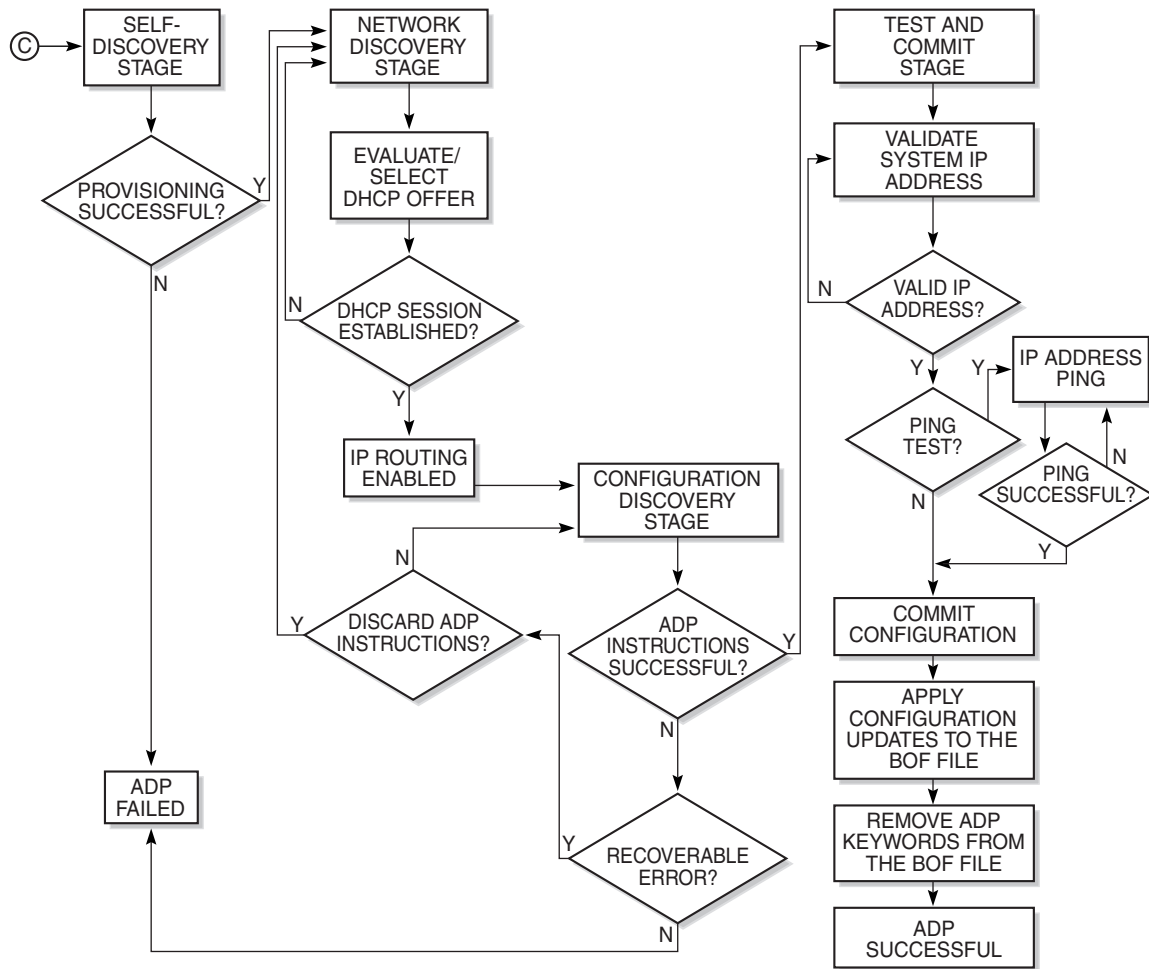 C
SELF-
DISCOVERY
STAGE
PROVISIONING
SUCCESSFUL?
Y
N
ADP
FAILED
NETWORK
DISCOVERY
STAGE
EVALUATE/
SELECT
DHCP OFFER
DHCP SESSION
ESTABLISHED?
N
Y
IP ROUTING
ENABLED
CONFIGURATION
DISCOVERY
STAGE
N
DISCARD ADP
INSTRUCTIONS?
Y
ADP
INSTRUCTIONS
SUCCESSFUL?
Y
N
RECOVERABLE
ERROR?
Y
N
TEST AND
COMMIT
STAGE
VALIDATE
SYSTEM IP
ADDRESS
VALID IP
ADDRESS?
N
Y
PING
TEST?
Y
N
IP ADDRESS
PING
PING
SUCCESSFUL?
N
Y
COMMIT
CONFIGURATION
APPLY
CONFIGURATION
UPDATES TO THE
BOF FILE
REMOVE ADP
KEYWORDS FROM
THE BOF FILE
ADP
SUCCESSFUL